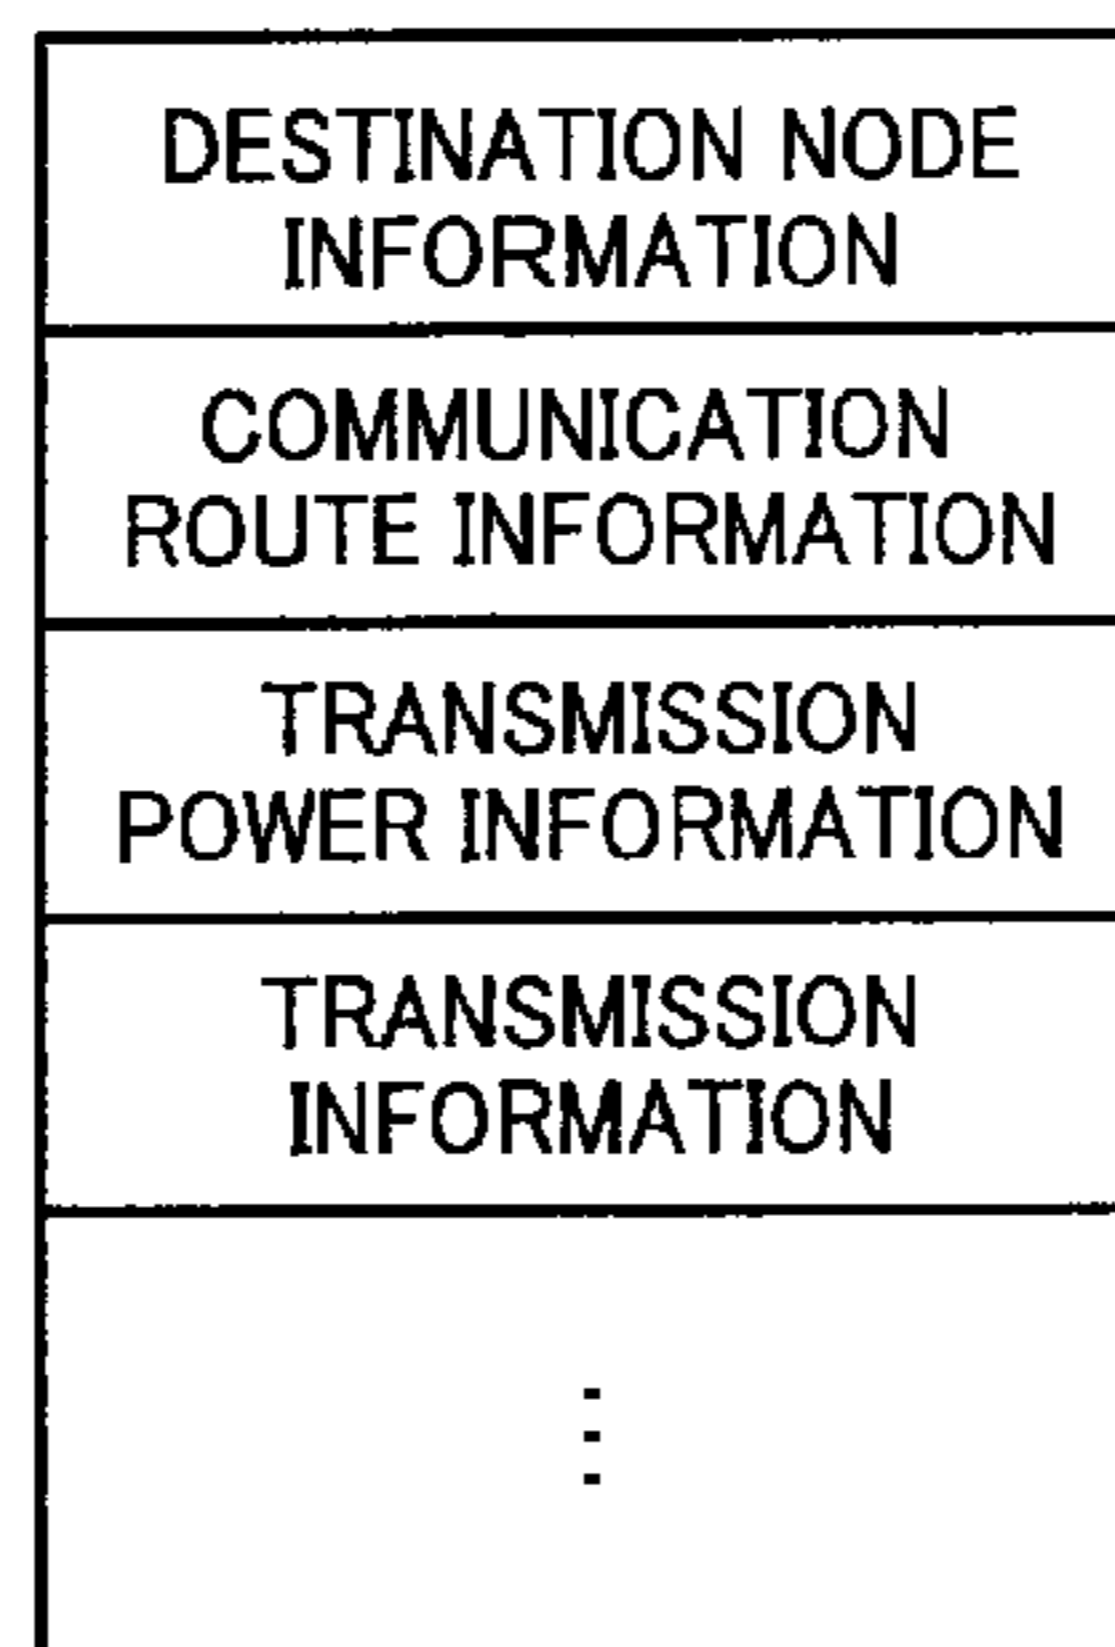 DESTINATION NODE
INFORMATION
COMMUNICATION
ROUTE INFORMATION
TRANSMISSION
POWER INFORMATION
TRANSMISSION
INFORMATION